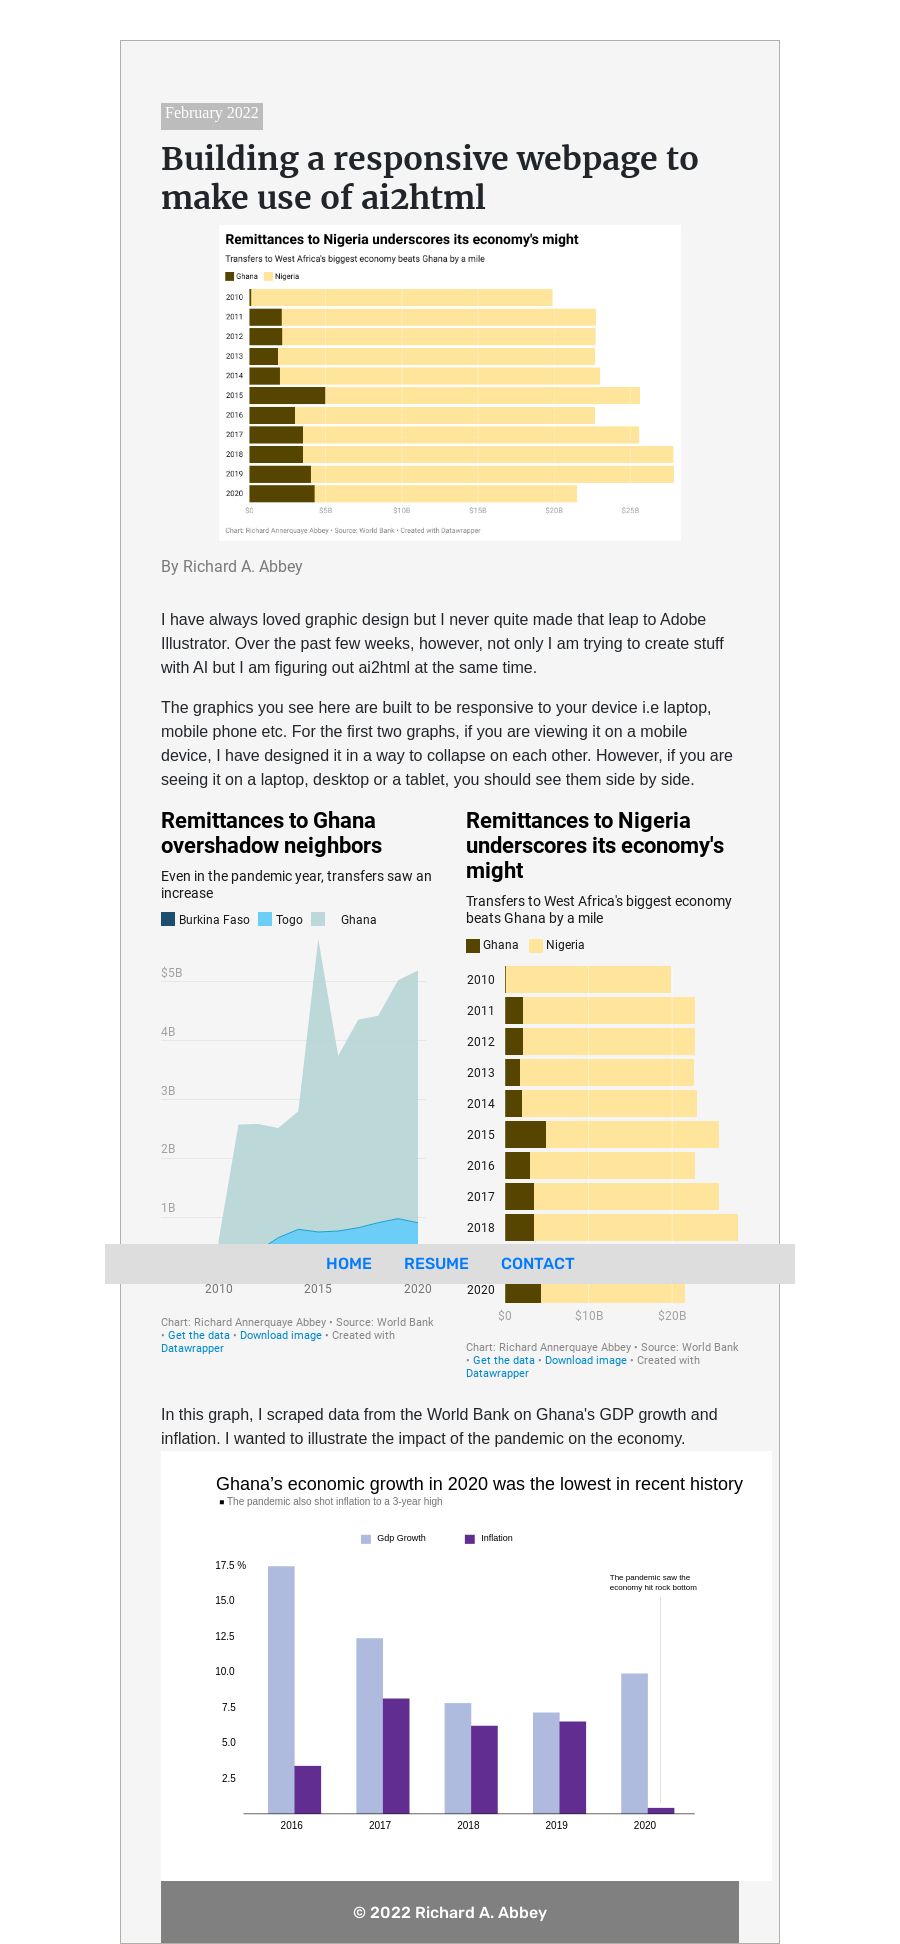 February 2022
Building a responsive webpage to
make use of ai2html
Remittances to Nigeria underscores its economy's might
Transfers to West Africa's biggest economy beats Ghana by a mile
Ghana Nigeria
2010
2011
2012
2013
2014
2015
2016
2017
2018
2019
2020
$0 $5B $10B $15B $20B $25B
Chart: Richard Annerquaye Abbey • Source: World Bank • Created with Datawrapper
By Richard A. Abbey
I have always loved graphic design but I never quite made that leap to Adobe
Illustrator. Over the past few weeks, however, not only I am trying to create stuff
with AI but I am figuring out ai2html at the same time.
The graphics you see here are built to be responsive to your device i.e laptop,
mobile phone etc. For the first two graphs, if you are viewing it on a mobile
device, I have designed it in a way to collapse on each other. However, if you are
seeing it on a laptop, desktop or a tablet, you should see them side by side.
Remittances to Ghana
overshadow neighbors
Even in the pandemic year, transfers saw an
increase
Burkina Faso Togo Ghana
$5B
4B
3B
2B
1B
2010 2015 2020
Chart: Richard Annerquaye Abbey • Source: World Bank
• Get the data • Download image • Created with
Datawrapper
Remittances to Nigeria
underscores its economy's
might
Transfers to West Africa's biggest economy
beats Ghana by a mile
Ghana Nigeria
2010
2011
2012
2013
2014
2015
2016
2017
2018
2020
$0 $10B $20B
Chart: Richard Annerquaye Abbey • Source: World Bank
• Get the data • Download image • Created with
Datawrapper
HOME RESUME CONTACT
In this graph, I scraped data from the World Bank on Ghana's GDP growth and
inflation. I wanted to illustrate the impact of the pandemic on the economy.
Ghana’s economic growth in 2020 was the lowest in recent history
■ The pandemic also shot inflation to a 3-year high
Gdp Growth Inflation
17.5 %
15.0
12.5
10.0
7.5
5.0
2.5
The pandemic saw the
economy hit rock bottom
2016 2017 2018 2019 2020
© 2022 Richard A. Abbey